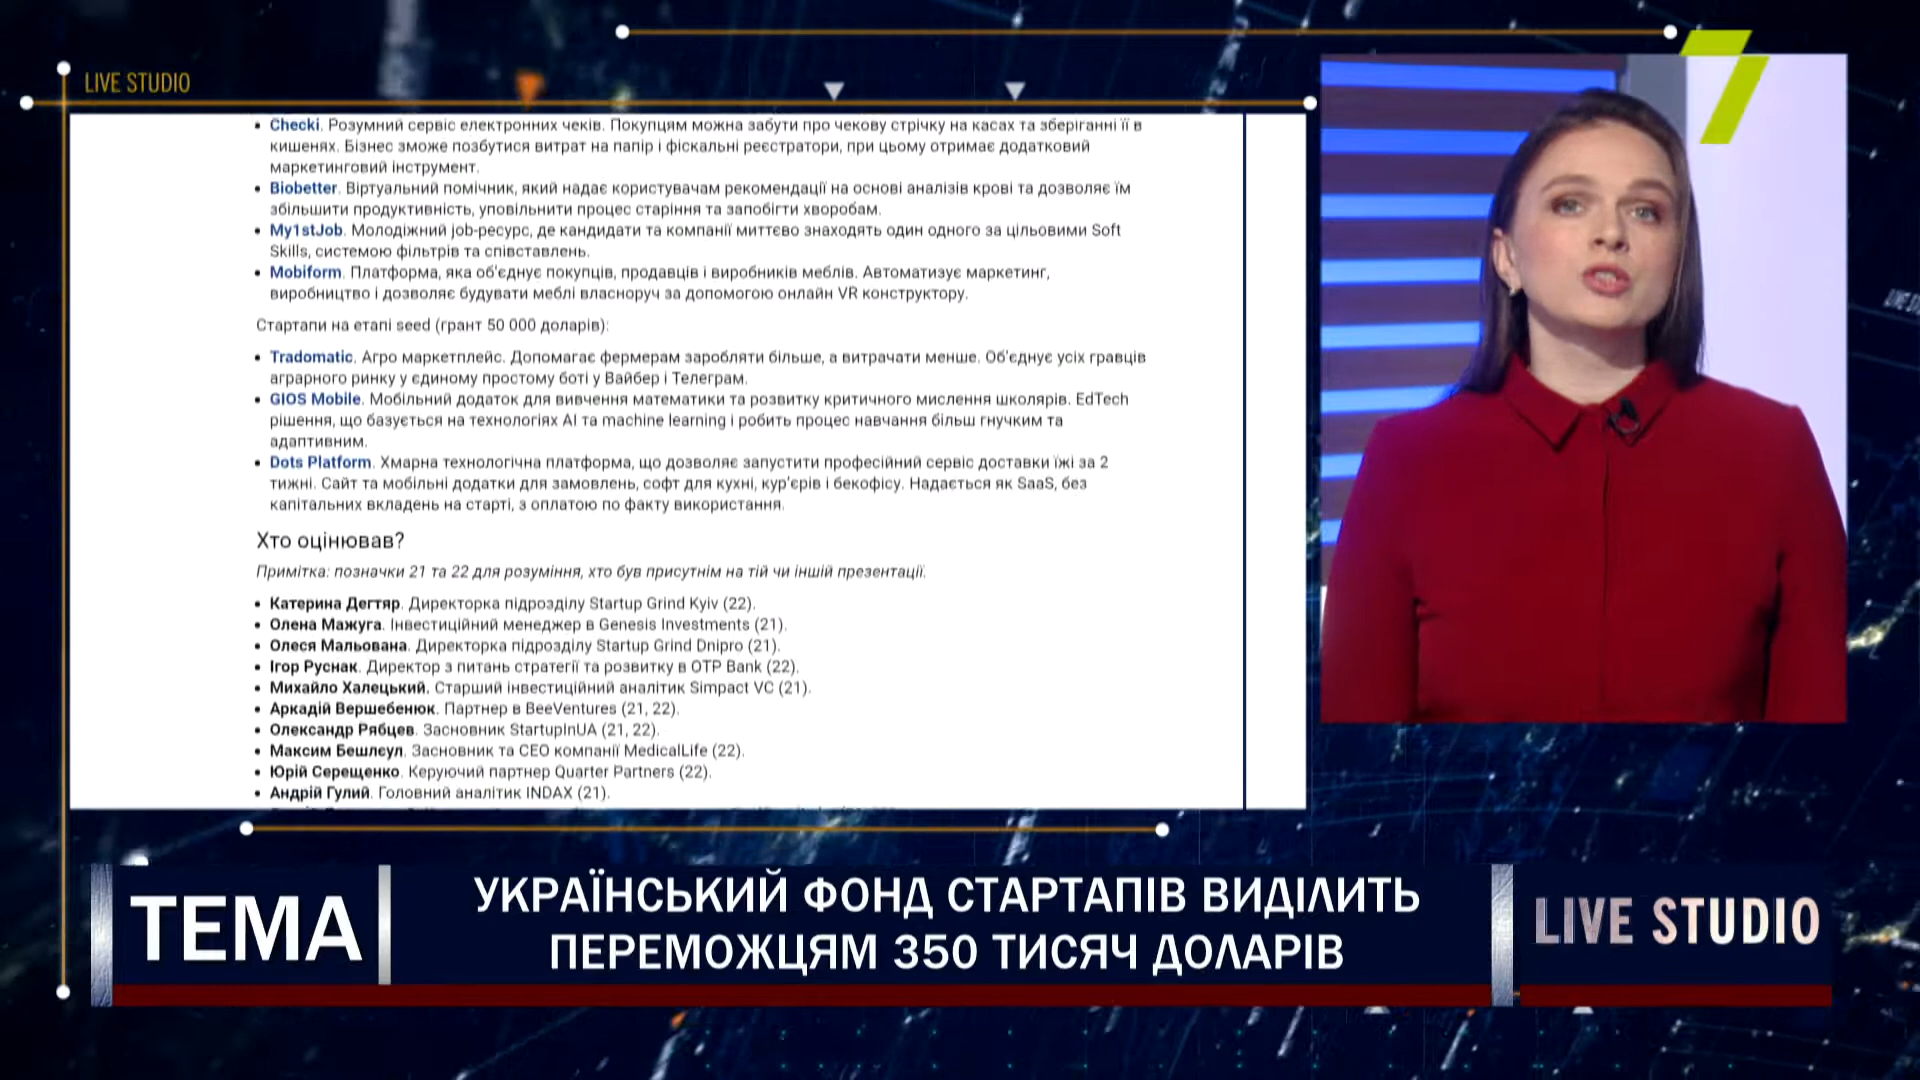 LIVE STUDIO
7
• Checki. Розумний сервіс електронних чеків. Покупцям можна забути про чекову стрічку на касах та зберіганні її в
кишенях. Бізнес зможе позбутися витрат на папір і фіскальні реєстратори, при цьому отримає додатковий
маркетинговий інструмент.
• Biobetter. Віртуальний помічник, який надає користувачам рекомендації на основі аналізів крові та дозволяє їм
збільшити продуктивність, уповільнити процес старіння та запобігти хворобам.
• My1stJob. Молодіжний job-ресурс, де кандидати та компанії миттєво знаходять один одного за цільовими Soft
Skills, системою фільтрів та співставлень.
• Mobiform. Платформа, яка об'єднує покупців, продавців і виробників меблів. Автоматизує маркетинг,
виробництво і дозволяє будувати меблі власноруч за допомогою онлайн VR конструктору.
Стартапи на етапі seed (грант 50 000 доларів):
• Tradomatic. Агро маркетплейс. Допомагає фермерам заробляти більше, а витрачати менше. Об'єднує усіх гравців
аграрного ринку у єдиному простому боті у Вайбер і Телеграм.
• GIOS Mobile. Мобільний додаток для вивчення математики та розвитку критичного мислення школярів. EdTech
рішення, що базується на технологіях AI та machine learning і робить процес навчання більш гнучким та
адаптивним.
• Dots Platform. Хмарна технологічна платформа, що дозволяє запустити професійний сервіс доставки їжі за 2
тижні. Сайт та мобільні додатки для замовлень, софт для кухні, кур'єрів і бекофісу. Надається як SaaS, без
капітальних вкладень на старті, з оплатою по факту використання.
Хто оцінював?
Примітка: позначки 21 та 22 для розуміння, хто був присутнім на тій чи іншій презентації.
• Катерина Дегтяр. Директорка підрозділу Startup Grind Kyiv (22).
• Олена Мажуга. Інвестиційний менеджер в Genesis Investments (21).
• Олеся Мальована. Директорка підрозділу Startup Grind Dnipro (21).
• Ігор Руснак. Директор з питань стратегії та розвитку в OTP Bank (22).
• Михайло Халецький. Старший інвестиційний аналітик Simpact VC (21).
• Аркадій Вершебенюк. Партнер в BeeVentures (21, 22).
• Олександр Рябцев. Засновник StartupInUA (21, 22).
• Максим Бешлєул. Засновник та CEO компанії MedicalLife (22).
• Юрій Серещенко. Керуючий партнер Quarter Partners (22).
• Андрій Гулий. Головний аналітик INDAX (21).
ТЕМА
УКРАЇНСЬКИЙ ФОНД СТАРТАПІВ ВИДІЛИТЬ
ПЕРЕМОЖЦЯМ 350 ТИСЯЧ ДОЛАРІВ
LIVE STUDIO